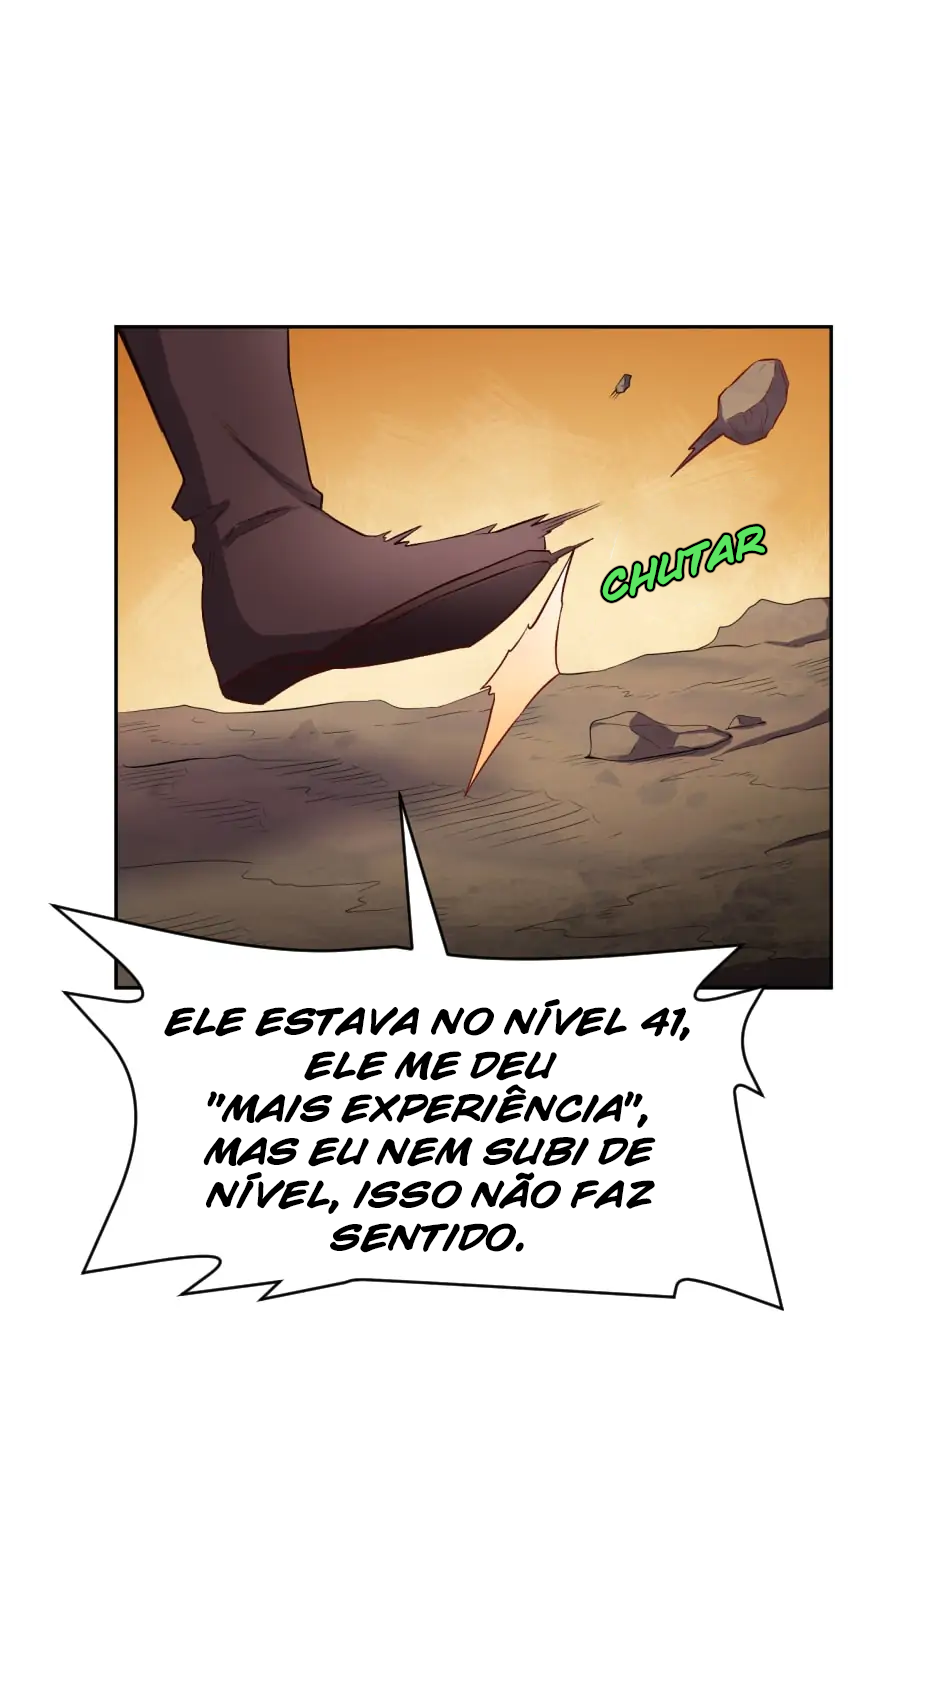 CHUTAR
ELE ESTAVA NO NÍVEL 41,
ELE ME DEU
"MAIS EXPERIÊNCIA",
MAS EU NEM SUBI DE
NÍVEL, ISSO NÃO FAZ
SENTIDO.